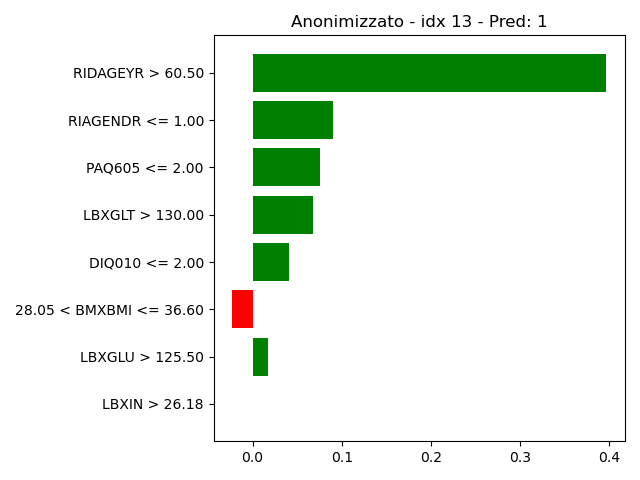 Anonimizzato - idx 13 - Pred: 1
RIDAGEYR > 60.50
RIAGENDR <= 1.00
PAQ605 <= 2.00
LBXGLT > 130.00
DIQ010 <= 2.00
28.05 < BMXBMI <= 36.60
LBXGLU > 125.50
LBXIN > 26.18
0.0 0.1 0.2 0.3 0.4